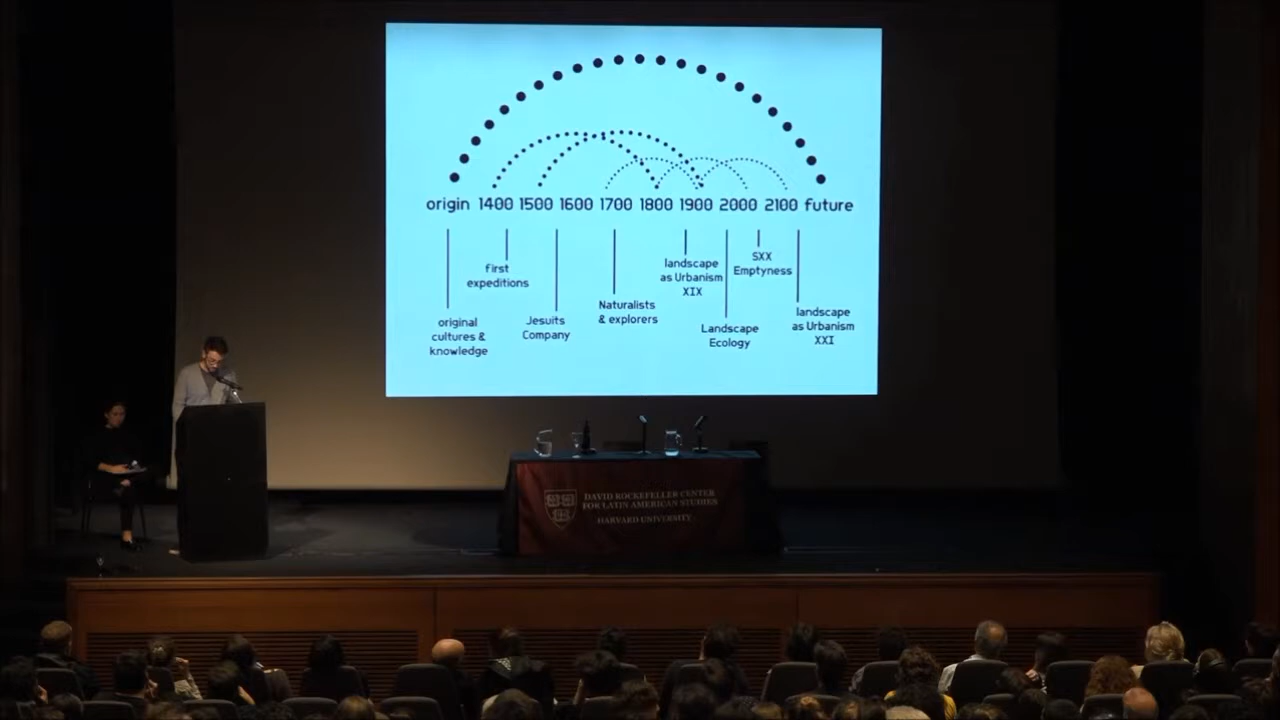 origin 1400 1500 1600 1700 1800 1900 2000 2100 future
first
expeditions
landscape
as Urbanism
XIX
SXX
Emptyness
Naturalists
& explorers
landscape
as Urbanism
XXI
original
cultures &
knowledge
Jesuits
Company
Landscape
Ecology
DAVID ROCKEFELLER CENTER
FOR LATIN AMERICAN STUDIES
HARVARD UNIVERSITY